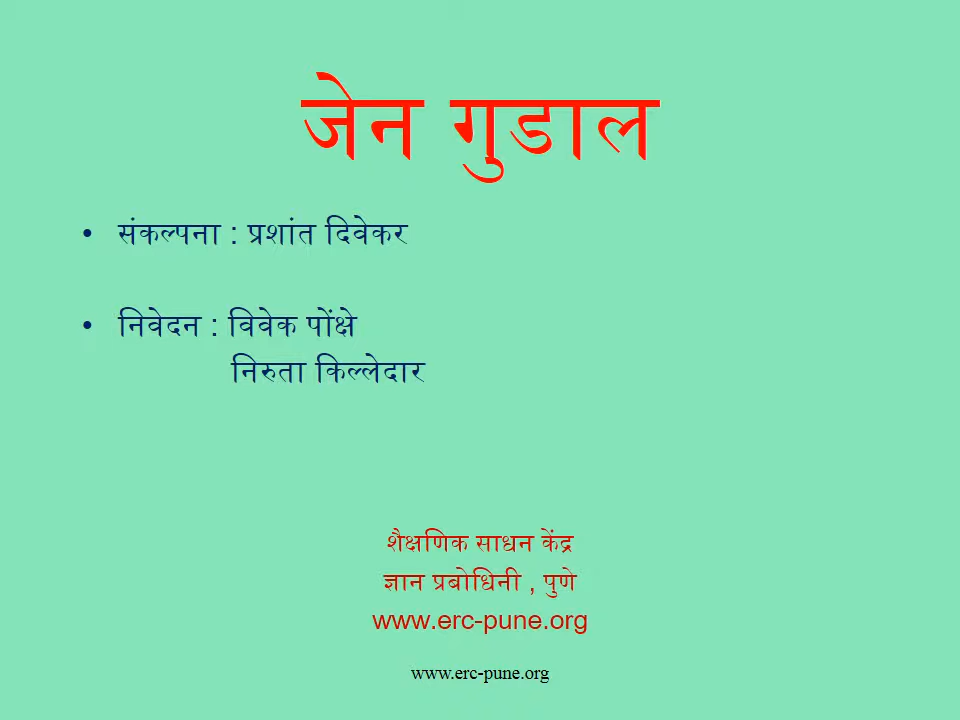 जेन गुडाल
• संकल्पना : प्रशांत दिवेकर
• निवेदन : विवेक पोंक्षे
निरुता किल्लेदार
शैक्षणिक साधन केंद्र
ज्ञान प्रबोधिनी , पुणे
www.erc-pune.org
www.erc-pune.org